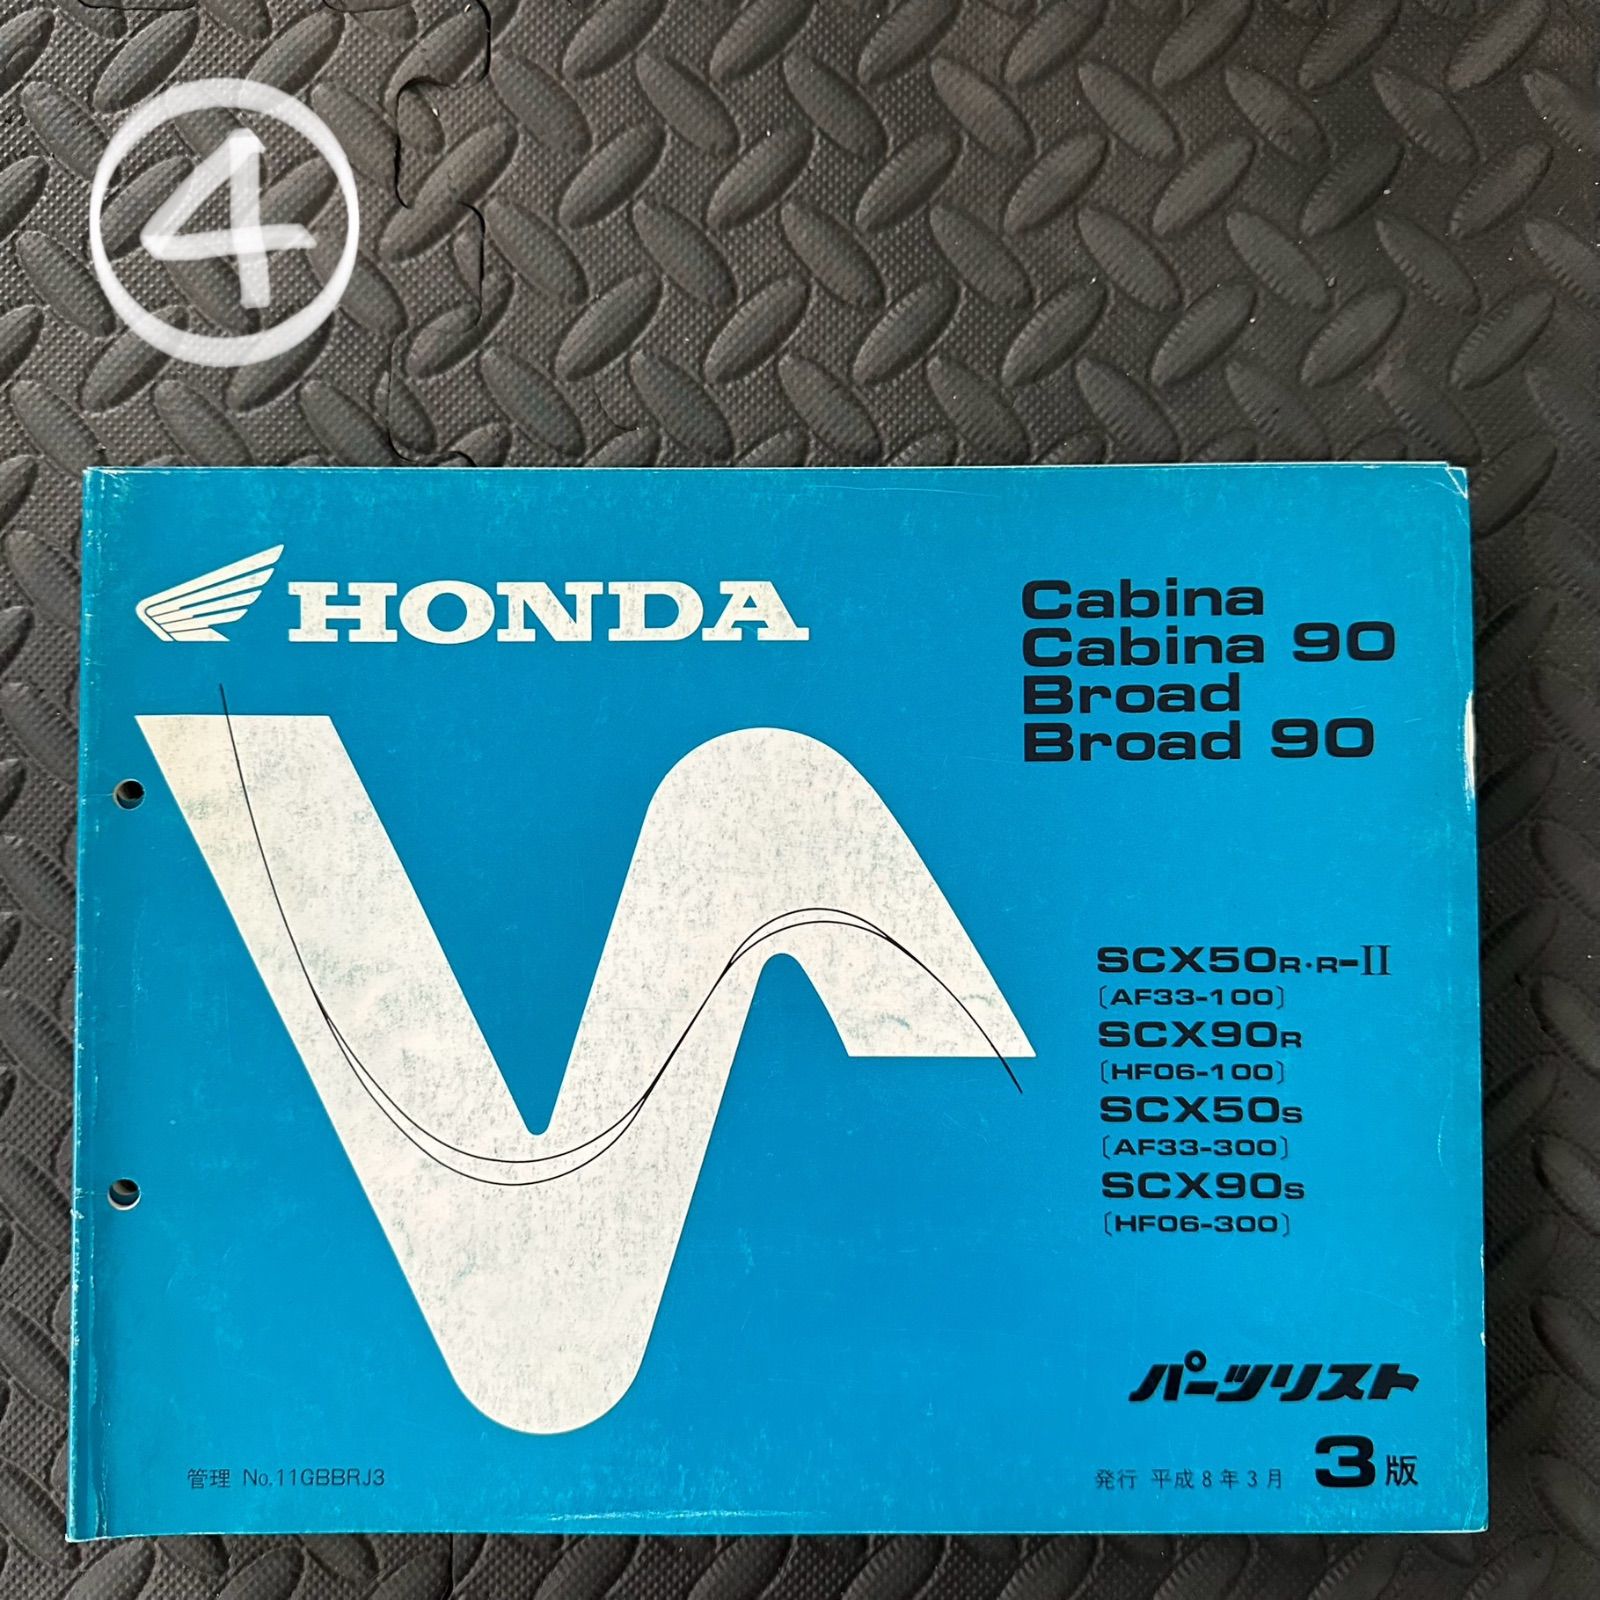 ④
HONDA
Cabina
Cabina 90
Broad
Broad 90
SCX50R・R-II
〔AF33-100〕
SCX90R
〔HF06-100〕
SCX50S
〔AF33-300〕
SCX90S
〔HF06-300〕
パーツリスト
3版
管理 No.11GBBRJ3
発行 平成8年3月